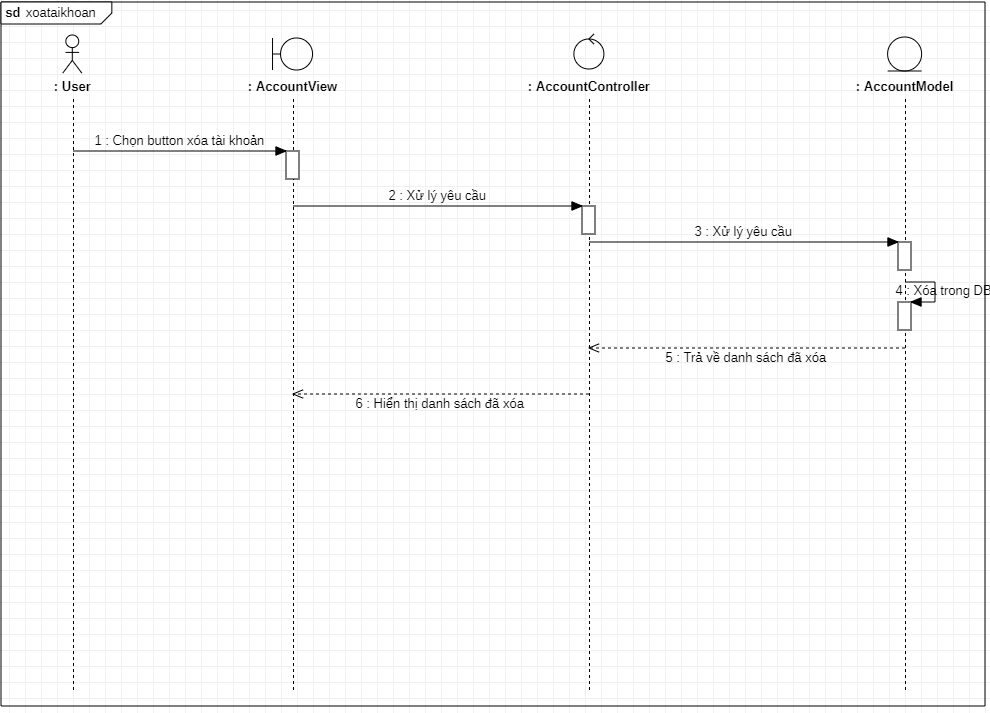 sd xoataikhoan
: User
: AccountView
: AccountController
: AccountModel
1 : Chọn button xóa tài khoản
2 : Xử lý yêu cầu
3 : Xử lý yêu cầu
4 : Xóa trong DB
5 : Trả về danh sách đã xóa
6 : Hiển thị danh sách đã xóa